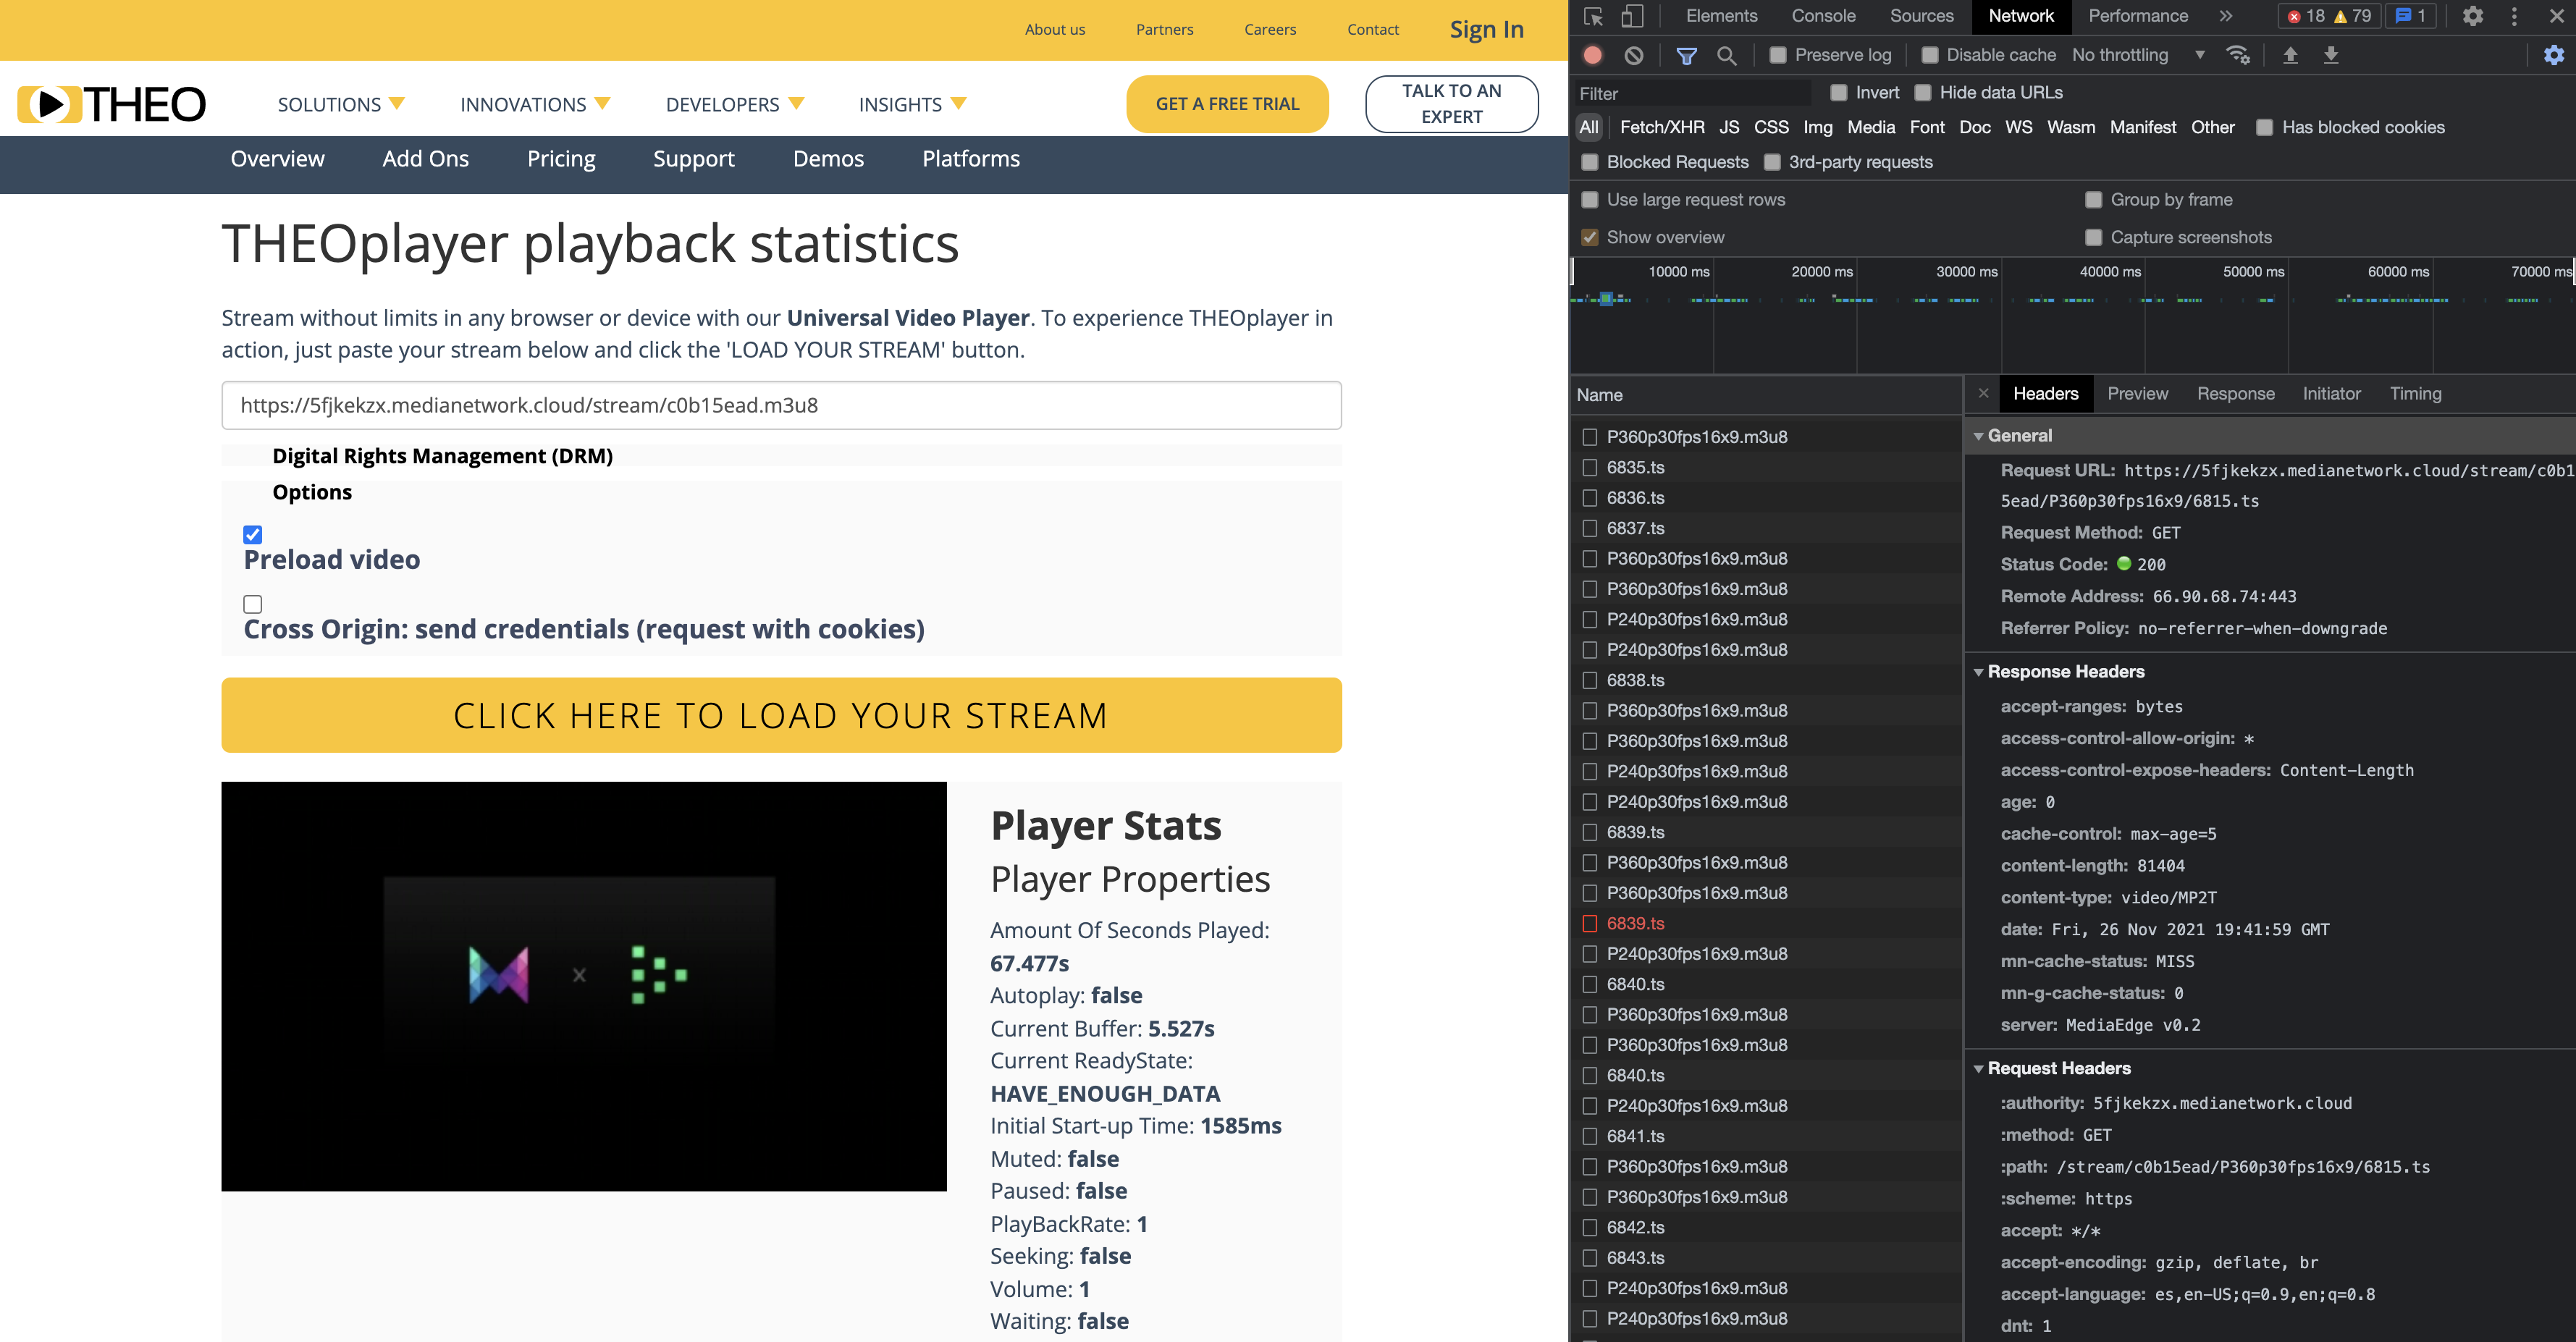 About us Partners Careers Contact Sign In
THEO SOLUTIONS INNOVATIONS DEVELOPERS INSIGHTS GET A FREE TRIAL TALK TO AN
EXPERT
Overview Add Ons Pricing Support Demos Platforms
THEOplayer playback statistics
Stream without limits in any browser or device with our Universal Video Player. To experience THEOplayer in
action, just paste your stream below and click the 'LOAD YOUR STREAM' button.
https://5fjkekzx.medianetwork.cloud/stream/c0b15ead.m3u8
Digital Rights Management (DRM)
Options
Preload video
Cross Origin: send credentials (request with cookies)
CLICK HERE TO LOAD YOUR STREAM
x
Player Stats
Player Properties
Amount Of Seconds Played:
67.477s
Autoplay: false
Current Buffer: 5.527s
Current ReadyState:
HAVE_ENOUGH_DATA
Initial Start-up Time: 1585ms
Muted: false
Paused: false
PlayBackRate: 1
Seeking: false
Volume: 1
Waiting: false
Elements Console Sources Network Performance » 18 79 1
Preserve log Disable cache No throttling
Filter Invert Hide data URLs
All Fetch/XHR JS CSS Img Media Font Doc WS Wasm Manifest Other Has blocked cookies
Blocked Requests 3rd-party requests
Use large request rows Group by frame
Show overview Capture screenshots
10000 ms 20000 ms 30000 ms 40000 ms 50000 ms 60000 ms 70000 ms
Name
P360p30fps16x9.m3u8
6835.ts
6836.ts
6837.ts
P360p30fps16x9.m3u8
P360p30fps16x9.m3u8
P240p30fps16x9.m3u8
P240p30fps16x9.m3u8
6838.ts
P360p30fps16x9.m3u8
P360p30fps16x9.m3u8
P240p30fps16x9.m3u8
P240p30fps16x9.m3u8
6839.ts
P360p30fps16x9.m3u8
P360p30fps16x9.m3u8
6839.ts
P240p30fps16x9.m3u8
6840.ts
P360p30fps16x9.m3u8
P360p30fps16x9.m3u8
6840.ts
P240p30fps16x9.m3u8
6841.ts
P360p30fps16x9.m3u8
P360p30fps16x9.m3u8
6842.ts
6843.ts
P240p30fps16x9.m3u8
P240p30fps16x9.m3u8
× Headers Preview Response Initiator Timing
General
Request URL: https://5fjkekzx.medianetwork.cloud/stream/c0b1
5ead/P360p30fps16x9/6815.ts
Request Method: GET
Status Code: 200
Remote Address: 66.90.68.74:443
Referrer Policy: no-referrer-when-downgrade
Response Headers
accept-ranges: bytes
access-control-allow-origin: *
access-control-expose-headers: Content-Length
age: 0
cache-control: max-age=5
content-length: 81404
content-type: video/MP2T
date: Fri, 26 Nov 2021 19:41:59 GMT
mn-cache-status: MISS
mn-g-cache-status: 0
server: MediaEdge v0.2
Request Headers
:authority: 5fjkekzx.medianetwork.cloud
:method: GET
:path: /stream/c0b15ead/P360p30fps16x9/6815.ts
:scheme: https
accept: */*
accept-encoding: gzip, deflate, br
accept-language: es,en-US;q=0.9,en;q=0.8
dnt: 1